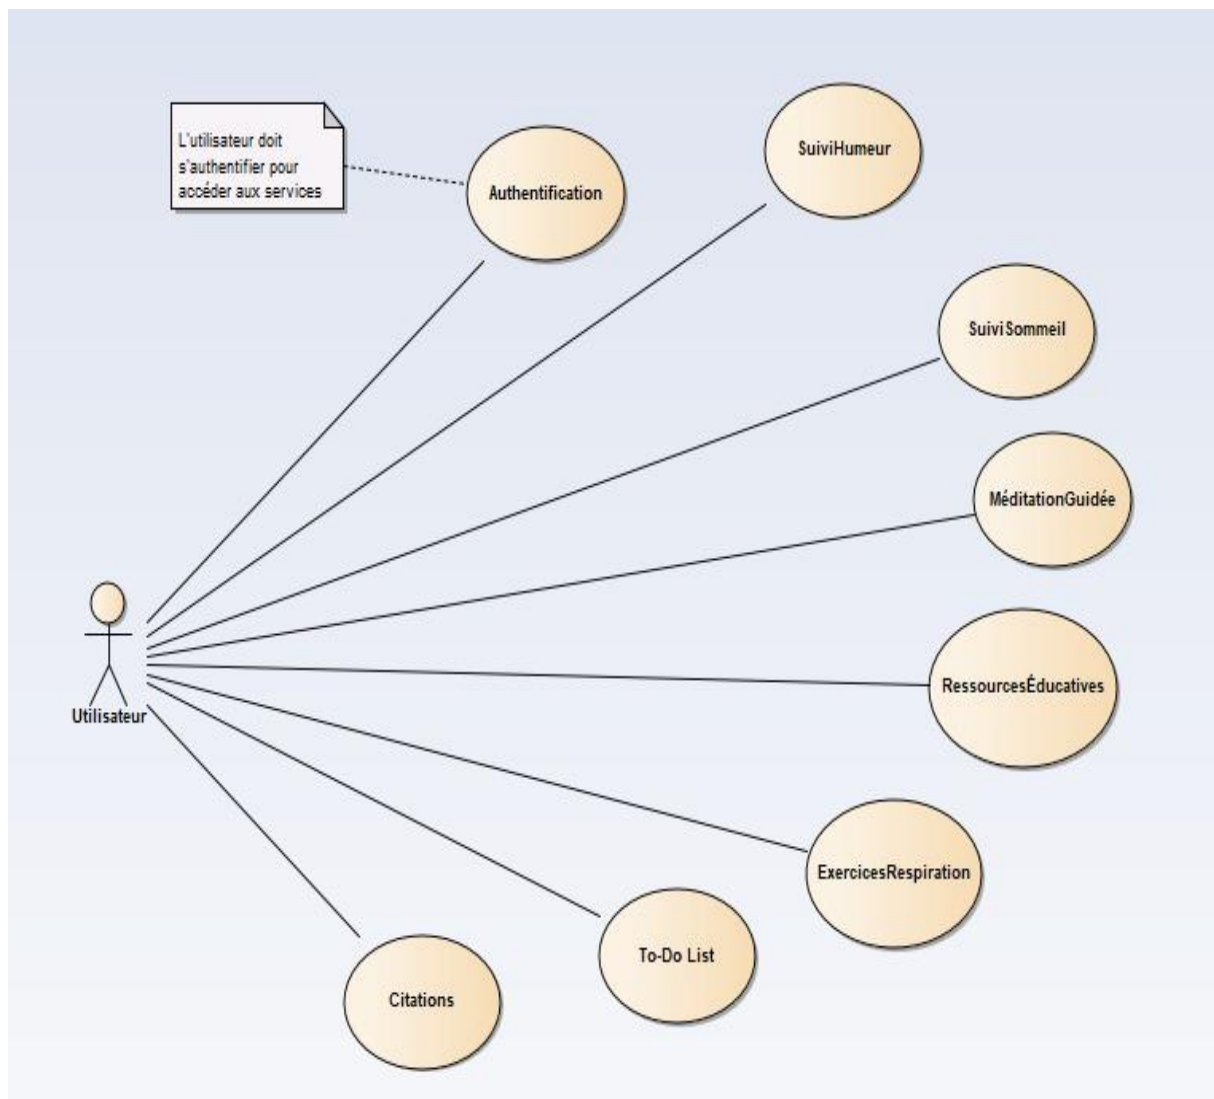 L'utilisateur doit
s'authentifier pour
accéder aux services
Authentification
SuiviHumeur
SuiviSommeil
MéditationGuidée
RessourcesÉducatives
Utilisateur
ExercicesRespiration
To-Do List
Citations